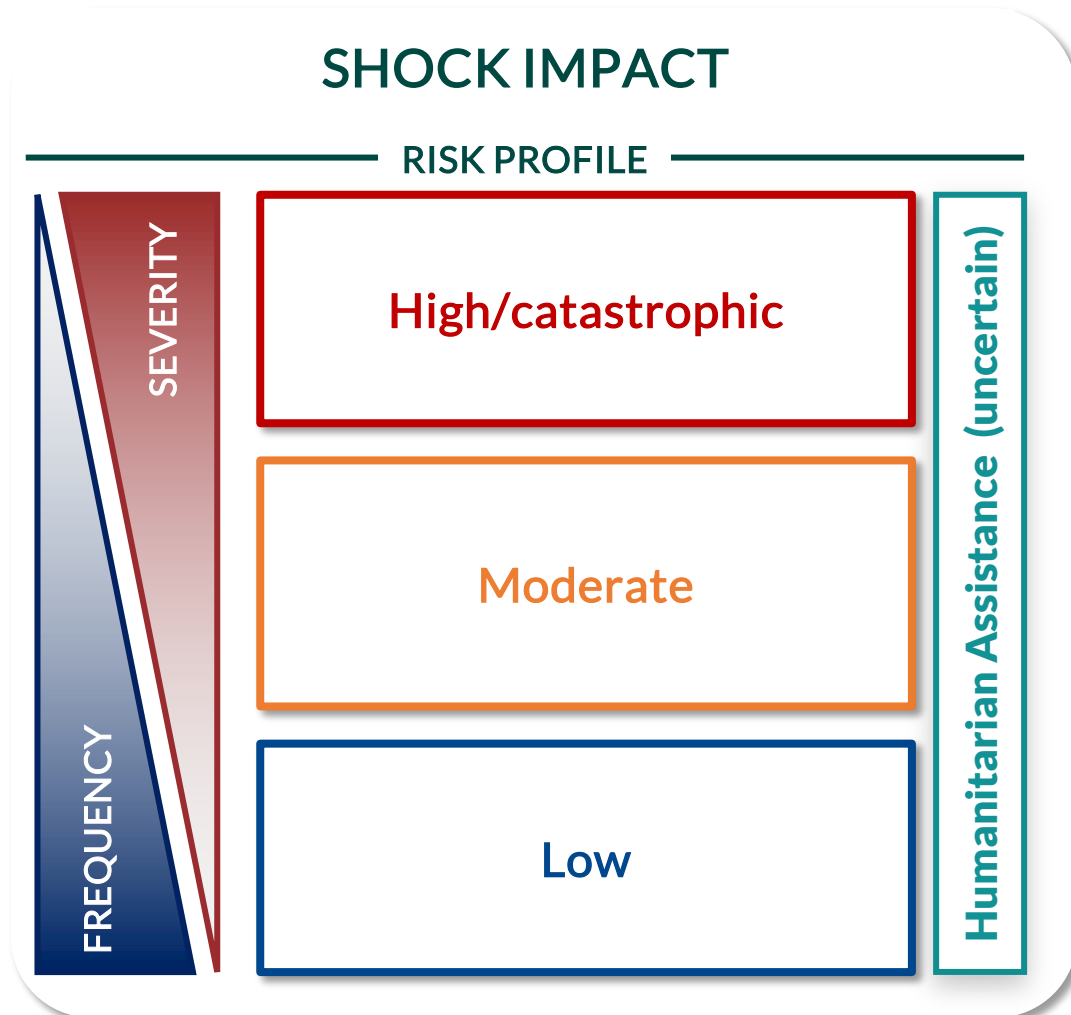 SHOCK IMPACT
RISK PROFILE
SEVERITY
FREQUENCY
High/catastrophic
Moderate
Low
Humanitarian Assistance (uncertain)